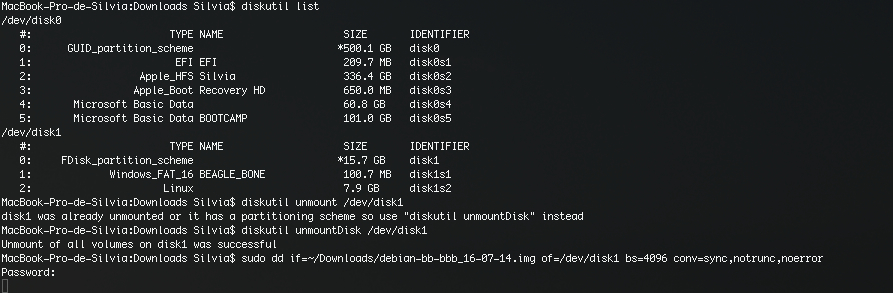 MacBook-Pro-de-Silvia:Downloads Silvia$ diskutil list
/dev/disk0
#: TYPE NAME SIZE IDENTIFIER
0: GUID_partition_scheme *500.1 GB disk0
1: EFI EFI 209.7 MB disk0s1
2: Apple_HFS Silvia 336.4 GB disk0s2
3: Apple_Boot Recovery HD 650.0 MB disk0s3
4: Microsoft Basic Data 60.8 GB disk0s4
5: Microsoft Basic Data BOOTCAMP 101.0 GB disk0s5
/dev/disk1
#: TYPE NAME SIZE IDENTIFIER
0: FDisk_partition_scheme *15.7 GB disk1
1: Windows_FAT_16 BEAGLE_BONE 100.7 MB disk1s1
2: Linux 7.9 GB disk1s2
MacBook-Pro-de-Silvia:Downloads Silvia$ diskutil unmount /dev/disk1
disk1 was already unmounted or it has a partitioning scheme so use "diskutil unmountDisk" instead
MacBook-Pro-de-Silvia:Downloads Silvia$ diskutil unmountDisk /dev/disk1
Unmount of all volumes on disk1 was successful
MacBook-Pro-de-Silvia:Downloads Silvia$ sudo dd if=~/Downloads/debian-bb-bbb_16-07-14.img of=/dev/disk1 bs=4096 conv=sync,notrunc,noerror
Password: